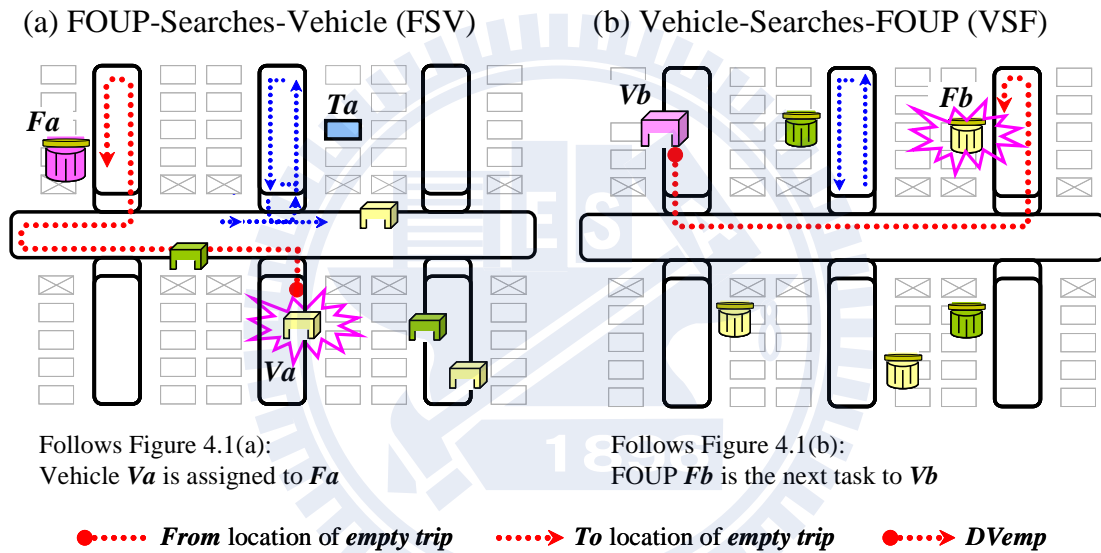 (a) FOUP-Searches-Vehicle (FSV)
Fa
Ta
Va
Follows Figure 4.1(a):
Vehicle Va is assigned to Fa
(b) Vehicle-Searches-FOUP (VSF)
Vb
Fb
Follows Figure 4.1(b):
FOUP Fb is the next task to Vb
From location of empty trip
To location of empty trip
DVemp
ES